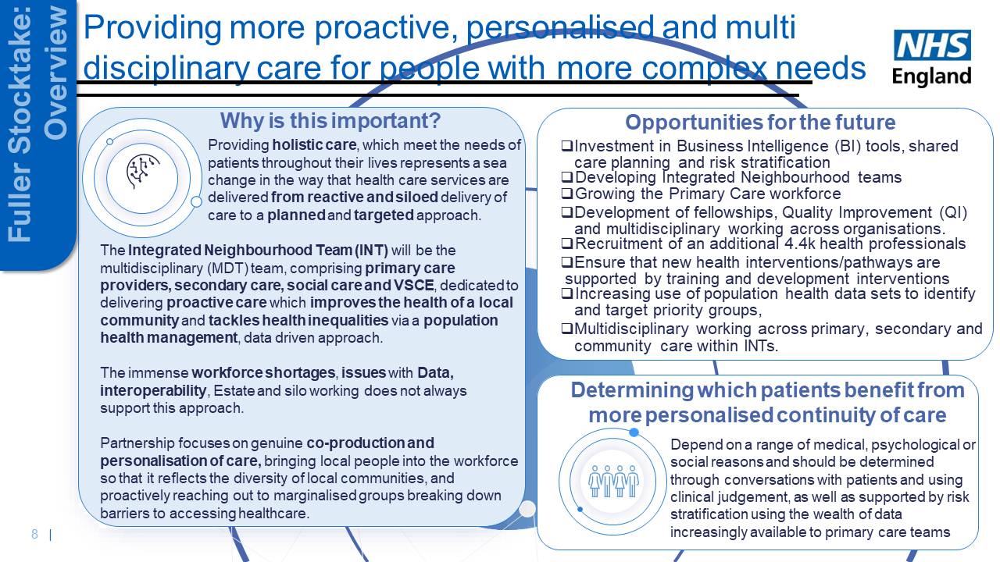 Fuller Stocktake:
Overview
Providing more proactive, personalised and multi
disciplinary care for people with more complex needs
NHS
England
Why is this important?
Providing holistic care, which meet the needs of
patients throughout their lives represents a sea
change in the way that health care services are
delivered from reactive and siloed delivery of
care to a planned and targeted approach.
The Integrated Neighbourhood Team (INT) will be the
multidisciplinary (MDT) team, comprising primary care
providers, secondary care, social care and VSCE, dedicated to
delivering proactive care which improves the health of a local
community and tackles health inequalities via a population
health management, data driven approach.
The immense workforce shortages, issues with Data,
interoperability, Estate and silo working does not always
support this approach.
Partnership focuses on genuine co-production and
personalisation of care, bringing local people into the workforce
so that it reflects the diversity of local communities, and
proactively reaching out to marginalised groups breaking down
barriers to accessing healthcare.
Opportunities for the future
❑Investment in Business Intelligence (BI) tools, shared
care planning and risk stratification
❑Developing Integrated Neighbourhood teams
❑Growing the Primary Care workforce
❑Development of fellowships, Quality Improvement (QI)
and multidisciplinary working across organisations.
❑Recruitment of an additional 4.4k health professionals
❑Ensure that new health interventions/pathways are
supported by training and development interventions
❑Increasing use of population health data sets to identify
and target priority groups,
❑Multidisciplinary working across primary, secondary and
community care within INTs.
Determining which patients benefit from
more personalised continuity of care
Depend on a range of medical, psychological or
social reasons and should be determined
through conversations with patients and using
clinical judgement, as well as supported by risk
stratification using the wealth of data
increasingly available to primary care teams
8 |